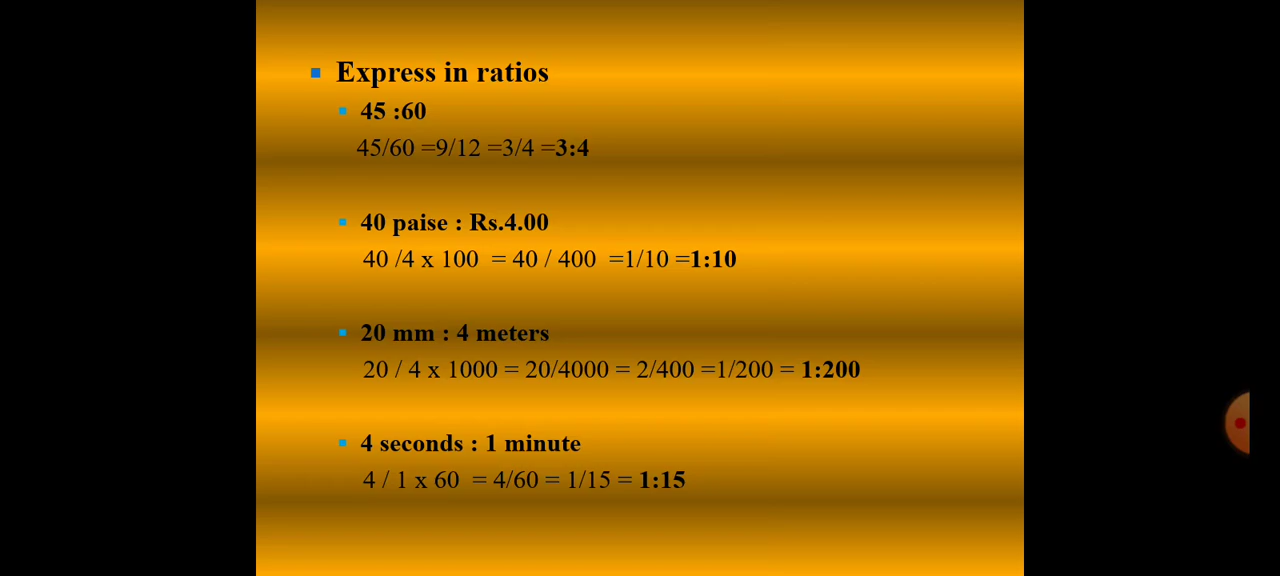 Express in ratios
45 :60
45/60 =9/12 =3/4 =3:4
40 paise : Rs.4.00
40 /4 x 100 = 40 / 400 =1/10 =1:10
20 mm : 4 meters
20 / 4 x 1000 = 20/4000 = 2/400 =1/200 = 1:200
4 seconds : 1 minute
4 / 1 x 60 = 4/60 = 1/15 = 1:15